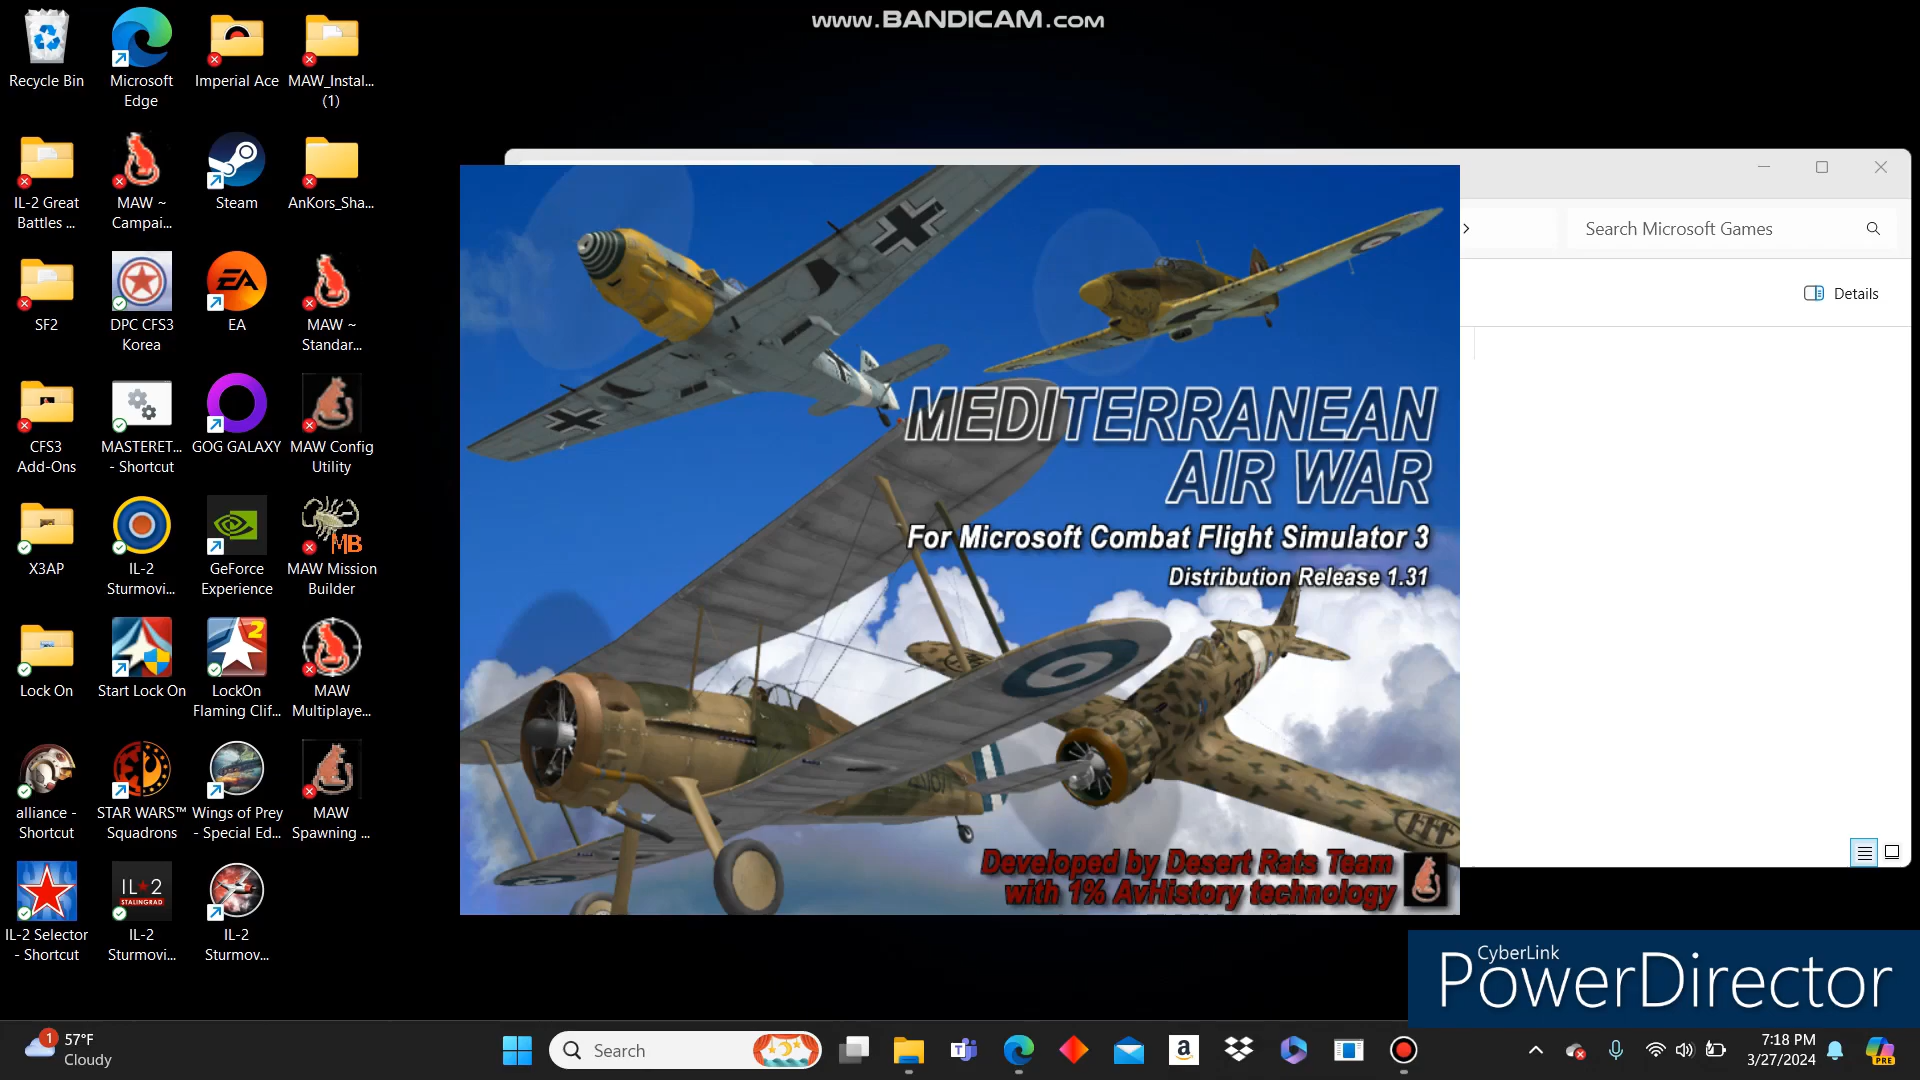 www.BANDICAM.com
Recycle Bin
Microsoft
Edge
Imperial Ace
MAW_Instal...
(1)
IL-2 Great
Battles ...
MAW ~
Campai...
Steam
AnKors_Sha...
SF2
DPC CFS3
Korea
EA
EA
MAW ~
Standar...
CFS3
Add-Ons
MASTERET...
- Shortcut
GOG GALAXY
MAW Config
Utility
X3AP
IL-2
Sturmovi...
GeForce
Experience
MB
MAW Mission
Builder
Lock On
Start Lock On
2
LockOn
Flaming Clif...
MAW
Multiplaye...
alliance -
Shortcut
STAR WARS™
Squadrons
Wings of Prey
- Special Ed...
MAW
Spawning ...
IL-2 Selector
- Shortcut
IL★2
STALINGRAD
IL-2
Sturmovi...
IL-2
Sturmov...
Search Microsoft Games
Details
MEDITERRANEAN
AIR WAR
For Microsoft Combat Flight Simulator 3
Distribution Release 1.31
Developed by Desert Rats Team
with 1% AvHistory technology
CyberLink
PowerDirector
1
57°F
Cloudy
Search
7:18 PM
3/27/2024
PRE